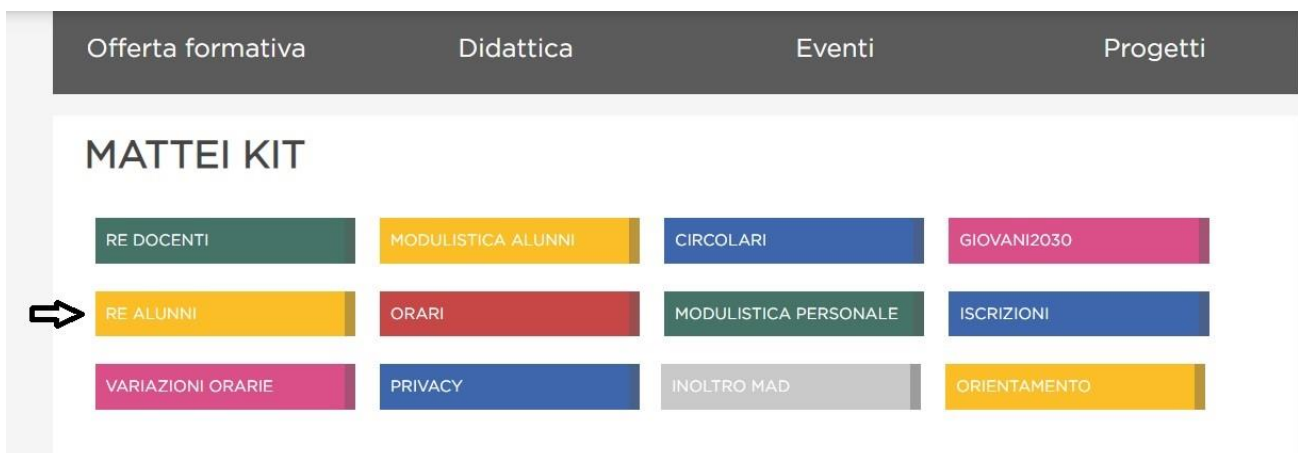 Offerta formativa Didattica Eventi Progetti
MATTEI KIT
RE DOCENTI MODULISTICA ALUNNI CIRCOLARI GIOVANI2030
RE ALUNNI ORARI MODULISTICA PERSONALE ISCRIZIONI
VARIAZIONI ORARIE PRIVACY INOLTRO MAD ORIENTAMENTO